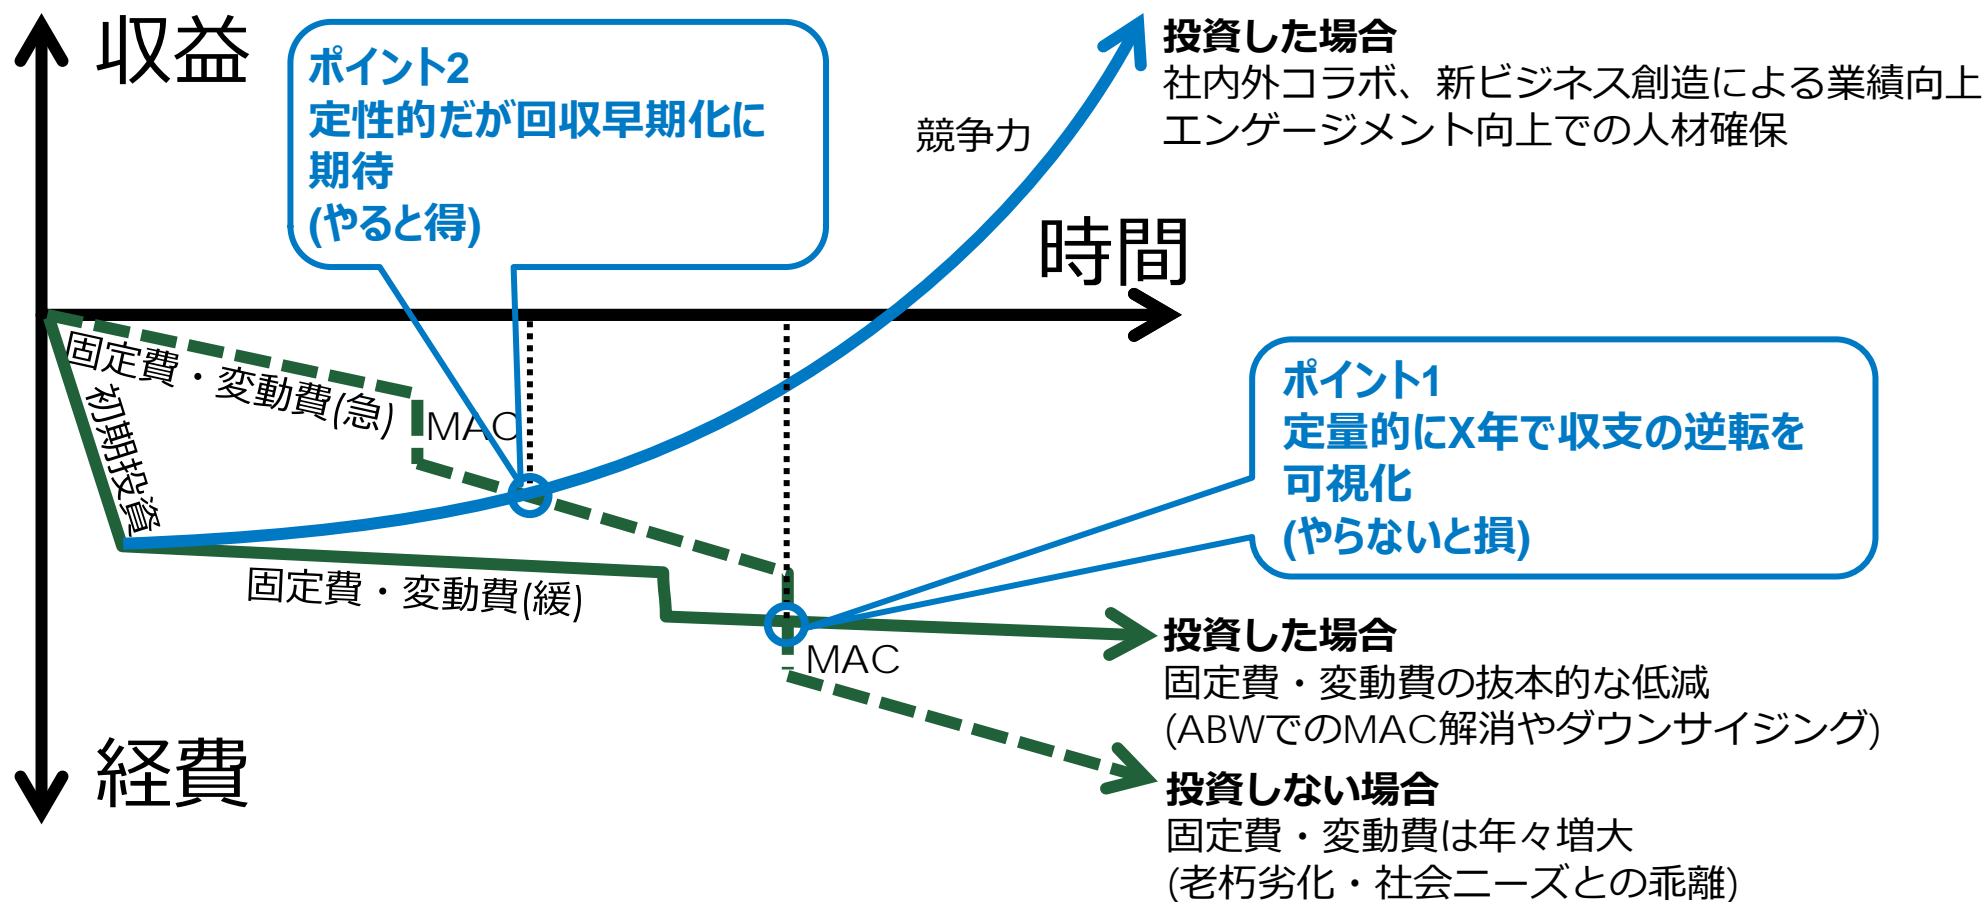 収益
ポイント2
定性的だが回収早期化に
期待
(やると得)
競争力
投資した場合
社内外コラボ、新ビジネス創造による業績向上
エンゲージメント向上での人材確保
時間
固定費・変動費(急)
MAC
初期投資
固定費・変動費(緩)
ポイント1
定量的にX年で収支の逆転を
可視化
(やらないと損)
MAC
投資した場合
固定費・変動費の抜本的な低減
(ABWでのMAC解消やダウンサイジング)
経費
投資しない場合
固定費・変動費は年々増大
(老朽劣化・社会ニーズとの乖離)